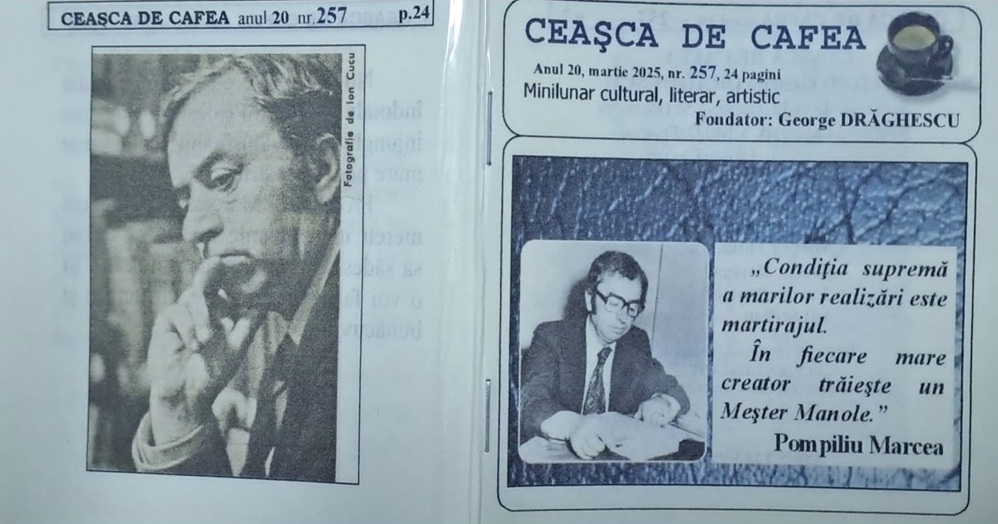 CEAŞCA DE CAFEA anul 20 nr.257 p.24
Fotografie de Ion Cucu
CEAŞCA DE CAFEA
Anul 20, martie 2025, nr. 257, 24 pagini
Minilunar cultural, literar, artistic
Fondator: George DRĂGHESCU
„Condiţia supremă
a marilor realizări este
martirajul.
În fiecare mare
creator trăieşte un
Meşter Manole.”
Pompiliu Marcea